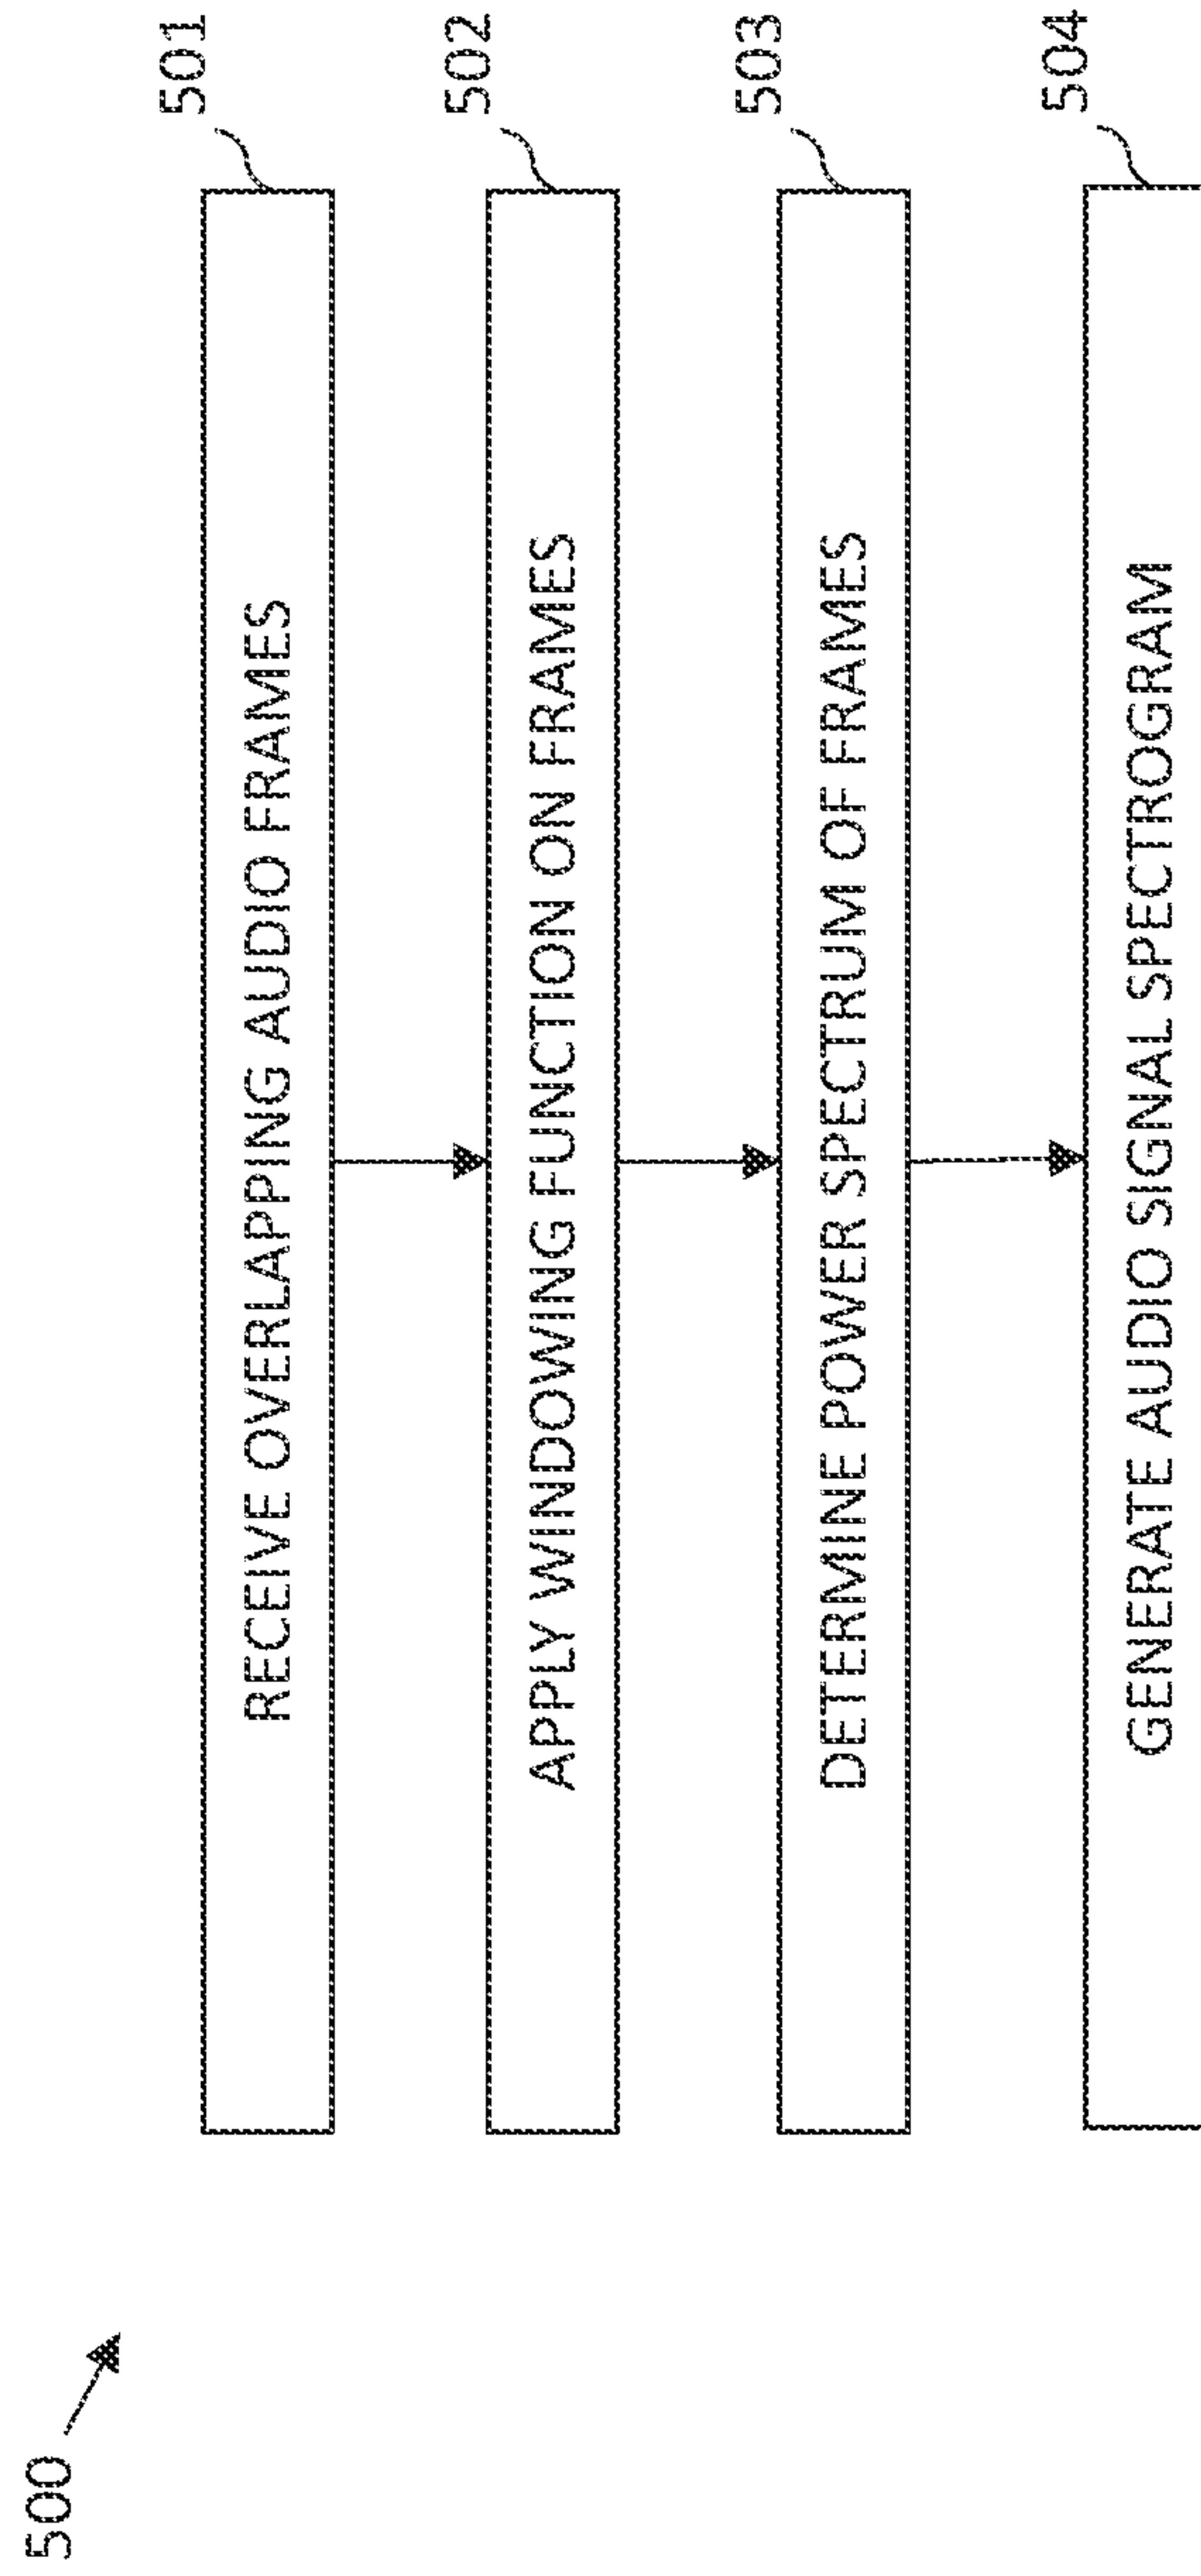 500
501
RECEIVE OVERLAPPING AUDIO FRAMES
502
APPLY WINDOWING FUNCTION ON FRAMES
503
DETERMINE POWER SPECTRUM OF FRAMES
504
GENERATE AUDIO SIGNAL SPECTROGRAM